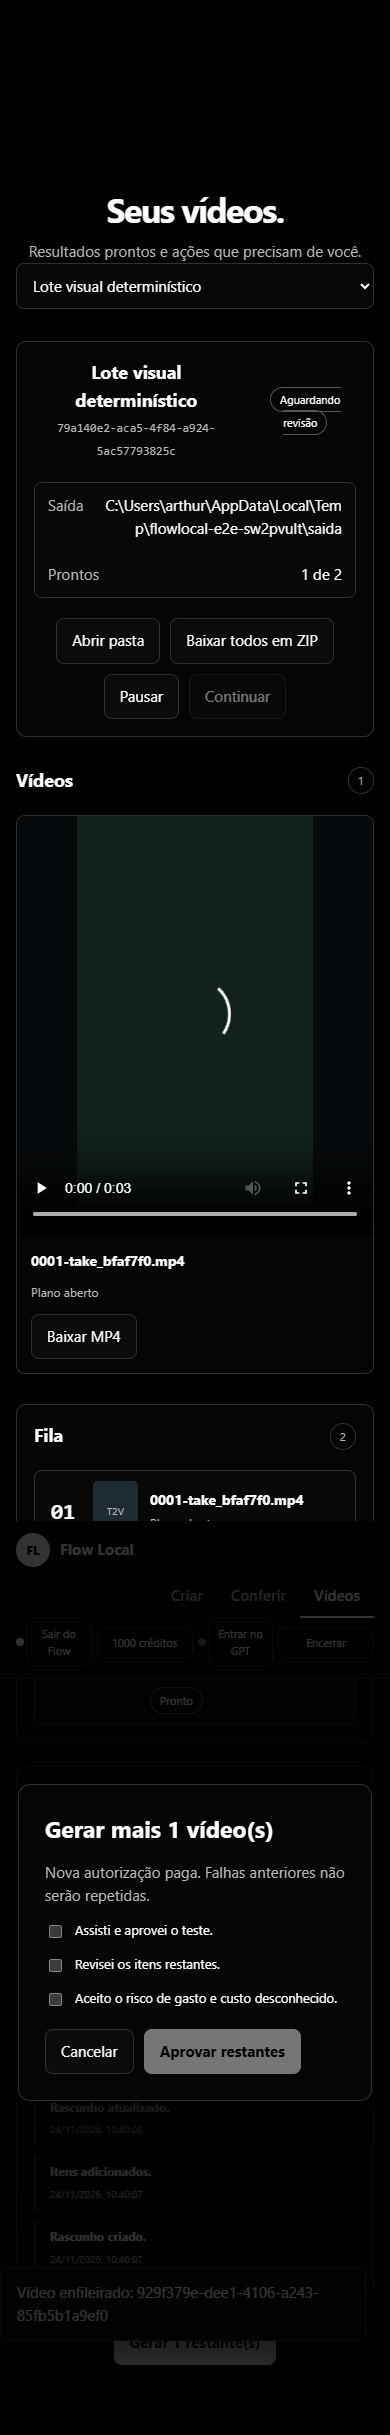 Seus vídeos.
Resultados prontos e ações que precisam de você.
Lote visual determinístico
Lote visual
determinístico
79a140e2-aca5-4f84-a924-
5ac57793825c
Aguardando
revisão
Saída
C:\Users\arthur\AppData\Local\Tem
p\flowlocal-e2e-sw2pvult\saida
Prontos
1 de 2
Abrir pasta
Baixar todos em ZIP
Pausar
Continuar
Vídeos
1
0:00 / 0:03
0001-take_bfaf7f0.mp4
Plano aberto
Baixar MP4
Fila
2
01
T2V
0001-take_bfaf7f0.mp4
FL
Flow Local
Criar
Conferir
Vídeos
Sair do
Flow
1000 créditos
Entrar no
GPT
Encerrar
Pronto
Gerar mais 1 vídeo(s)
Nova autorização paga. Falhas anteriores não
serão repetidas.
Assisti e aprovei o teste.
Revisei os itens restantes.
Aceito o risco de gasto e custo desconhecido.
Cancelar
Aprovar restantes
Rascunho atualizado.
24/11/2026, 10:40:08
Itens adicionados.
24/11/2026, 10:40:07
Rascunho criado.
24/11/2026, 10:40:07
Vídeo enfileirado: 929f379e-dee1-4106-a243-
85fb5b1a9ef0
Gerar 1 restante(s)